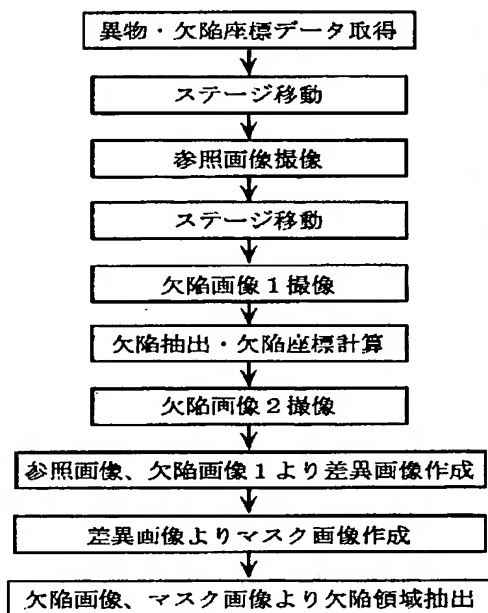 異物・欠陥座標データ取得
ステージ移動
参照画像撮像
ステージ移動
欠陥画像1撮像
欠陥抽出・欠陥座標計算
欠陥画像2撮像
参照画像、欠陥画像1より差異画像作成
差異画像よりマスク画像作成
欠陥画像、マスク画像より欠陥領域抽出